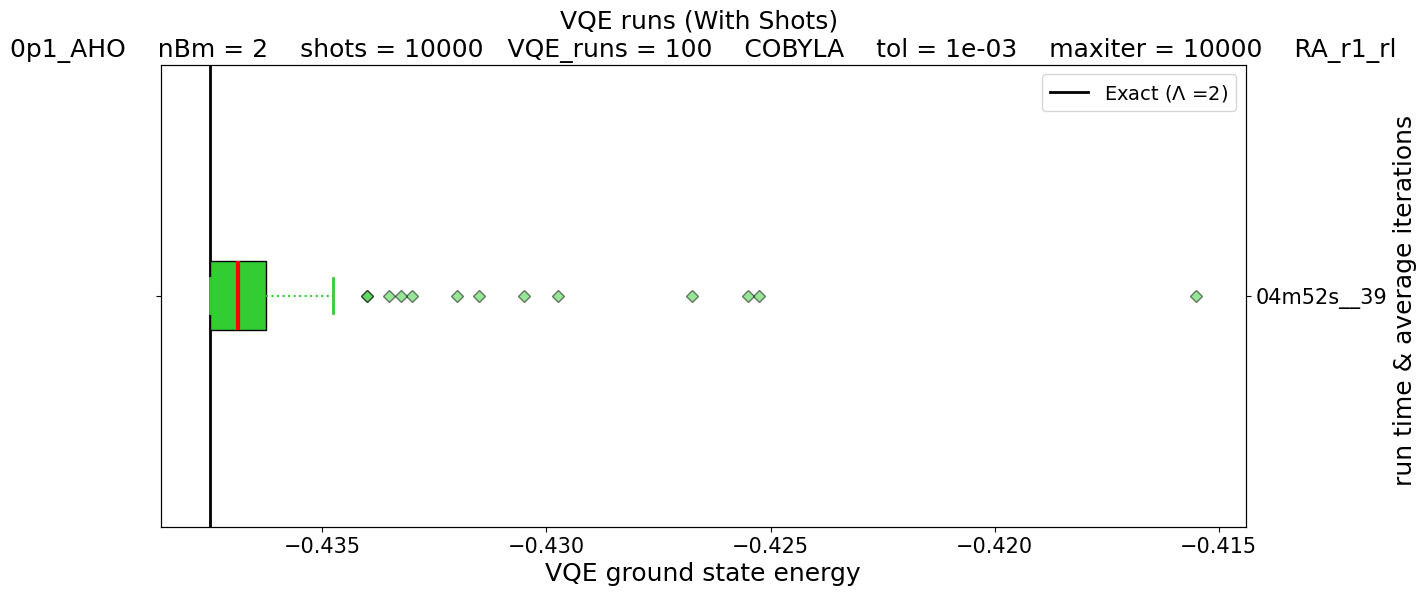 VQE runs (With Shots)
0p1_AHO nBm = 2 shots = 10000 VQE_runs = 100 COBYLA tol = 1e-03 maxiter = 10000 RA_r1_rl
Exact (Λ =2)
04m52s__39
run time & average iterations
−0.435 −0.430 −0.425 −0.420 −0.415
VQE ground state energy